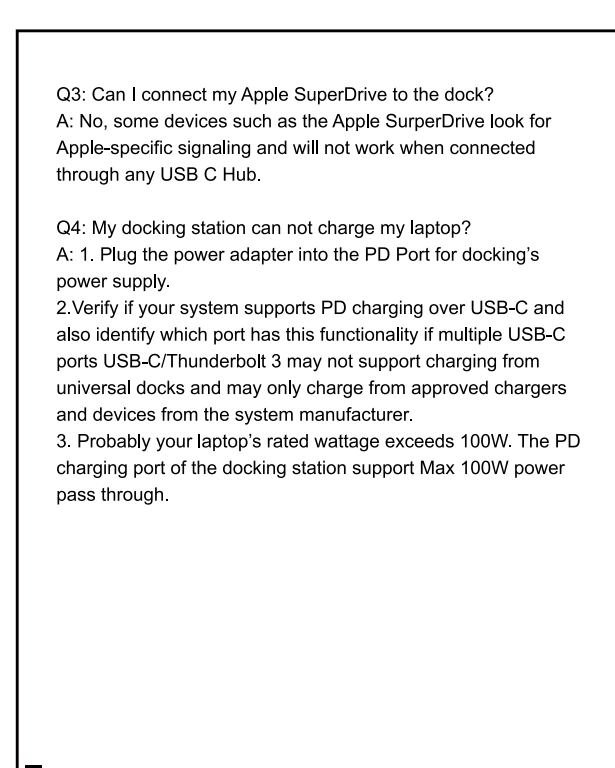 Q3: Can I connect my Apple SuperDrive to the dock?
A: No, some devices such as the Apple SurperDrive look for
Apple-specific signaling and will not work when connected
through any USB C Hub.
Q4: My docking station can not charge my laptop?
A: 1. Plug the power adapter into the PD Port for docking's
power supply.
2.Verify if your system supports PD charging over USB-C and
also identify which port has this functionality if multiple USB-C
ports USB-C/Thunderbolt 3 may not support charging from
universal docks and may only charge from approved chargers
and devices from the system manufacturer.
3. Probably your laptop's rated wattage exceeds 100W. The PD
charging port of the docking station support Max 100W power
pass through.